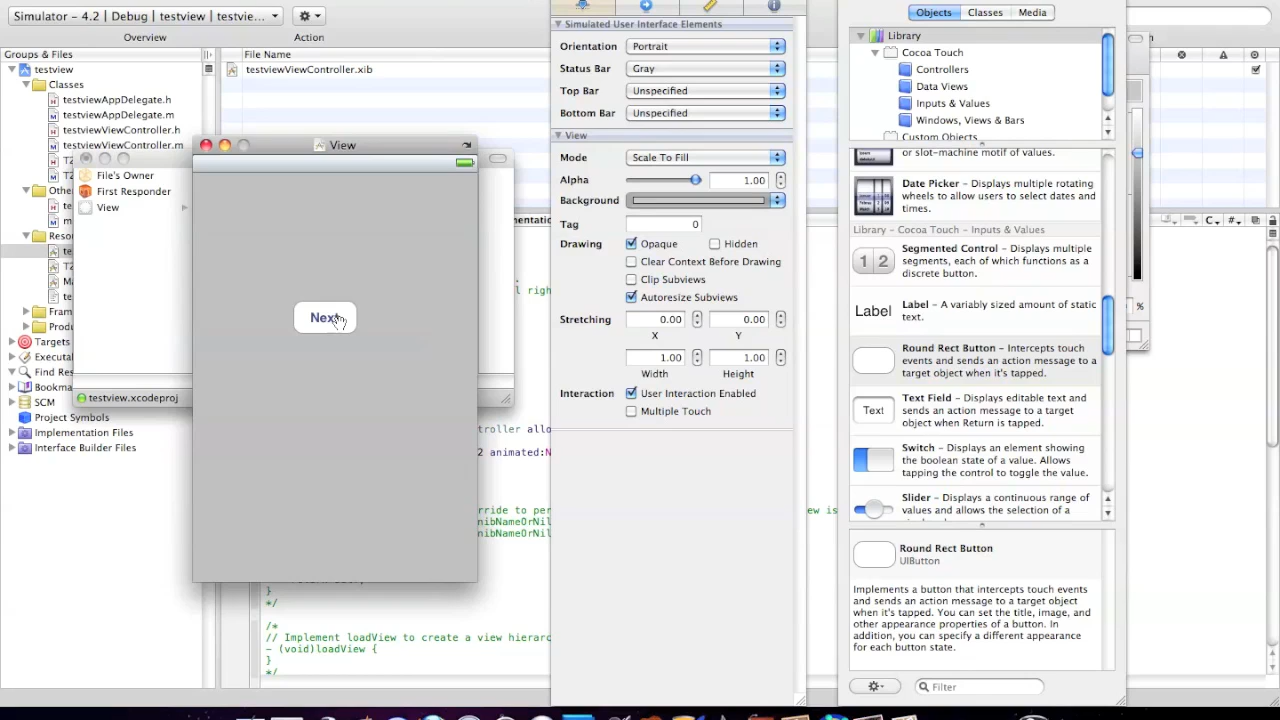 Simulator - 4.2 | Debug | testview | testvie...
Overview
Action
Groups & Files
testview
Classes
testviewAppDelegate.h
testviewAppDelegate.m
testviewViewController.h
testviewViewController.m
File's Owner
First Responder
View
testview.xcodeproj
Targets
SCM
Project Symbols
Implementation Files
Interface Builder Files
File Name
testviewViewController.xib
View
Next
ntroller allo
2 animated:N
nibNameOrNil
nibNameOrNil
}
*/
/*
// Implement loadView to create a view hierarc
- (void)loadView {
}
*/
Simulated User Interface Elements
Orientation
Portrait
Status Bar
Gray
Top Bar
Unspecified
Bottom Bar
Unspecified
View
Mode
Scale To Fill
Alpha
1.00
Background
Tag
0
Drawing
Opaque
Hidden
Clear Context Before Drawing
Clip Subviews
Autoresize Subviews
Stretching
0.00
0.00
X
Y
1.00
1.00
Width
Height
Interaction
User Interaction Enabled
Multiple Touch
Objects
Classes
Media
Library
Cocoa Touch
Controllers
Data Views
Inputs & Values
Windows, Views & Bars
Custom Objects
or slot-machine motif of values.
Date Picker - Displays multiple rotating
wheels to allow users to select dates and
times.
Library - Cocoa Touch - Inputs & Values
1 2
Segmented Control - Displays multiple
segments, each of which functions as a
discrete button.
Label
Label - A variably sized amount of static
text.
Round Rect Button - Intercepts touch
events and sends an action message to a
target object when it's tapped.
Text
Text Field - Displays editable text and
sends an action message to a target
object when Return is tapped.
Switch - Displays an element showing
the boolean state of a value. Allows
tapping the control to toggle the value.
Slider - Displays a continuous range of
values and allows the selection of a
Round Rect Button
UIButton
Implements a button that intercepts touch
events and sends an action message to a
target object when it's tapped. You can set
the title, image, and
other appearance properties of a button. In
addition, you can specify a different appearance
for each button state.
Filter
%
C
#